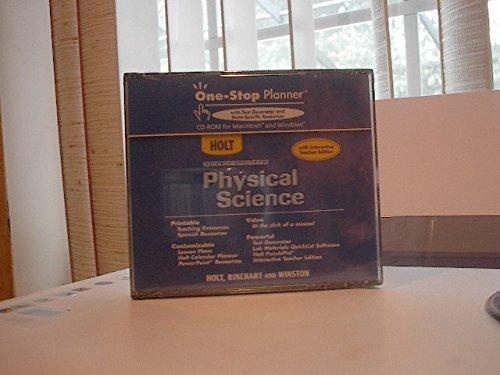 One-Stop Planner
with Test Generator and
State-Specific Resources
CD-ROM for Macintosh® and Windows®
HOLT
with Interactive
Teacher Edition
SCIENCE SPECTRUM
Physical
Science
Printable
Teaching Resources
Spanish Resources
Customizable
Lesson Plans
Holt Calendar Planner
PowerPoint® Resources
Video
At the click of a mouse!
Powerful
Test Generator
Lab Materials QuickList Software
Holt PuzzlePro®
Interactive Teacher Edition
HOLT, RINEHART AND WINSTON